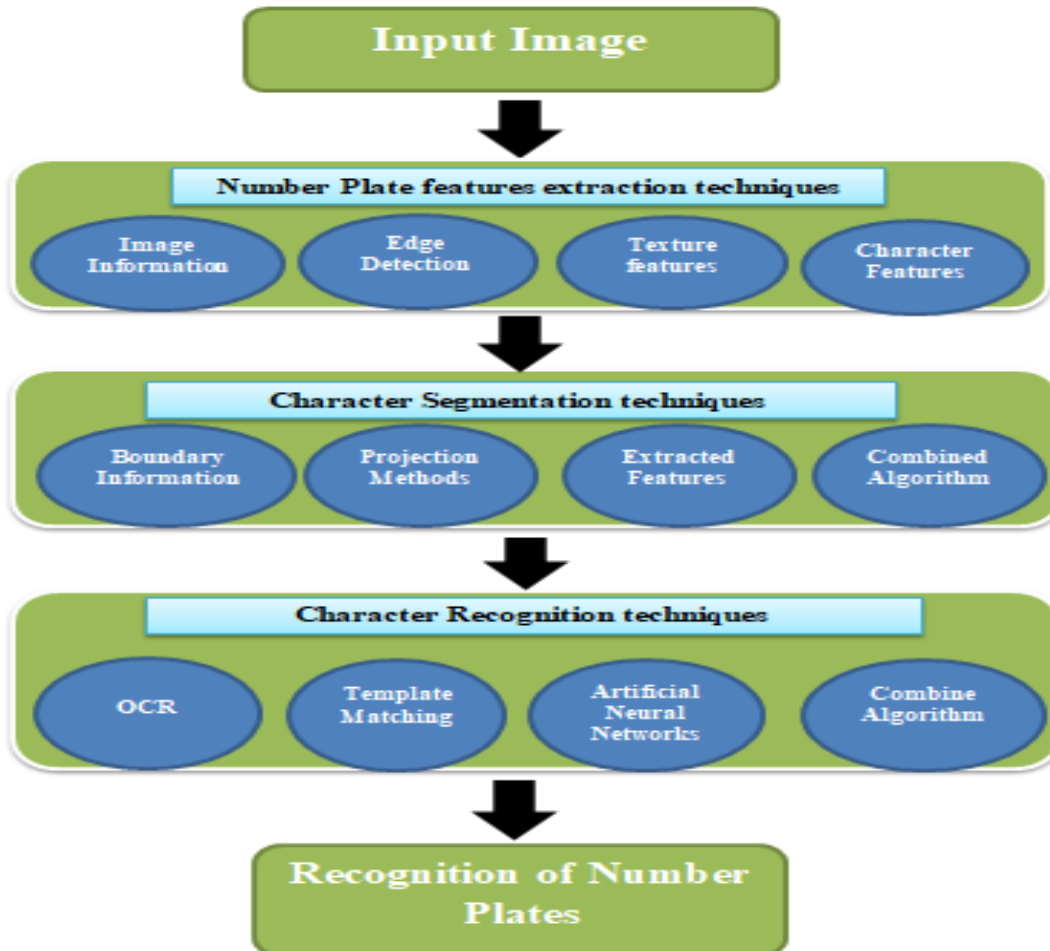 Input Image
Number Plate features extraction techniques
Image
Information
Edge
Detection
Texture
features
Character
Features
Character Segmentation techniques
Boundary
Information
Projection
Methods
Extracted
Features
Combined
Algorithm
Character Recognition techniques
OCR
Template
Matching
Artificial
Neural
Networks
Combine
Algorithm
Recognition of Number
Plates